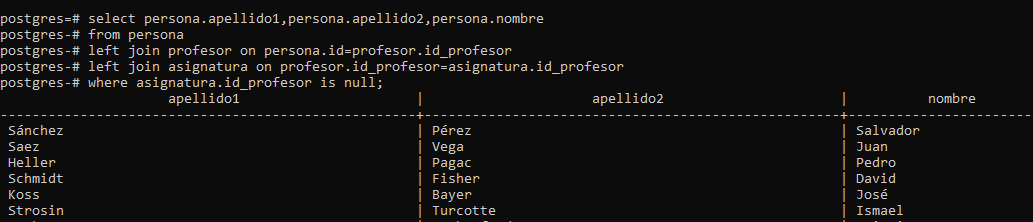 postgres=# select persona.apellido1,persona.apellido2,persona.nombre
postgres-# from persona
postgres-# left join profesor on persona.id=profesor.id_profesor
postgres-# left join asignatura on profesor.id_profesor=asignatura.id_profesor
postgres-# where asignatura.id_profesor is null;
apellido1 | apellido2 | nombre
Sánchez | Pérez | Salvador
Saez | Vega | Juan
Heller | Pagac | Pedro
Schmidt | Fisher | David
Koss | Bayer | José
Strosin | Turcotte | Ismael